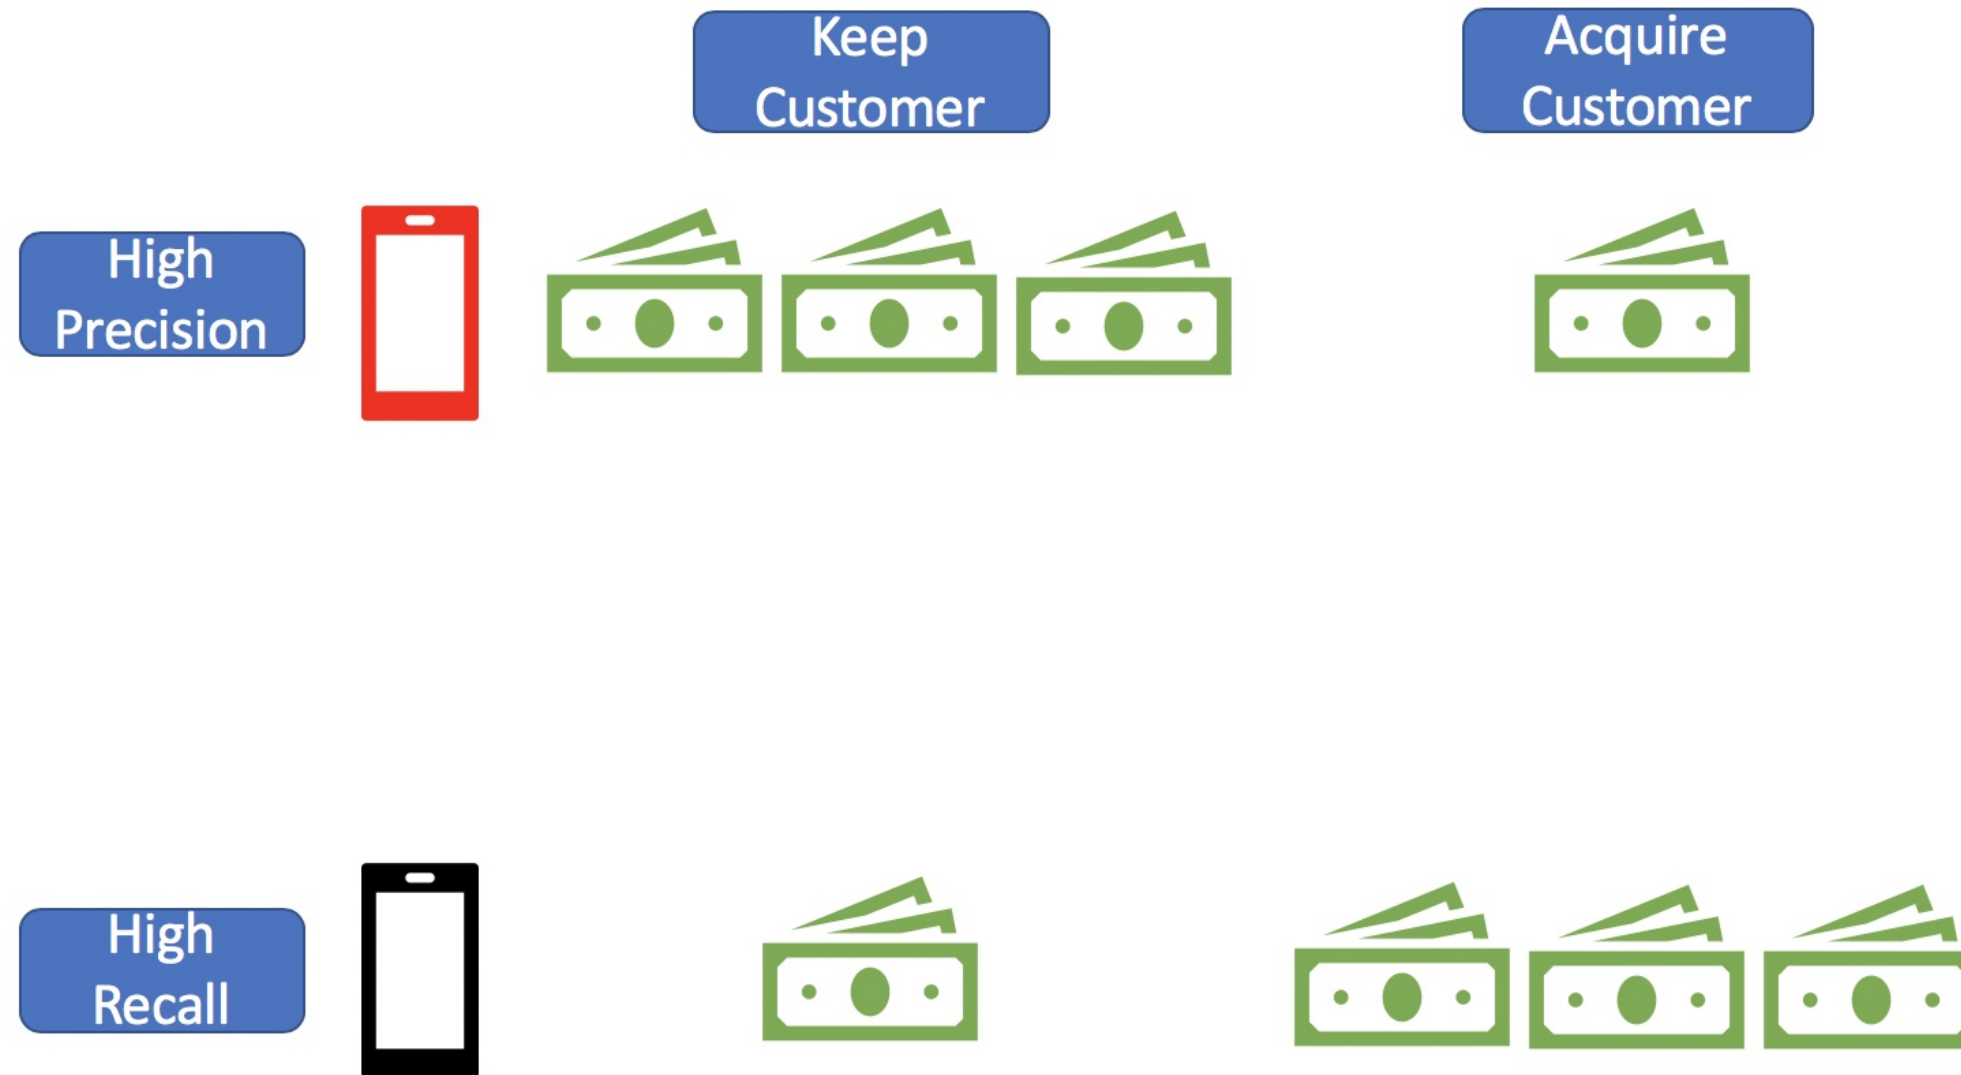 Keep
Customer
Acquire
Customer
High
Precision
High
Recall